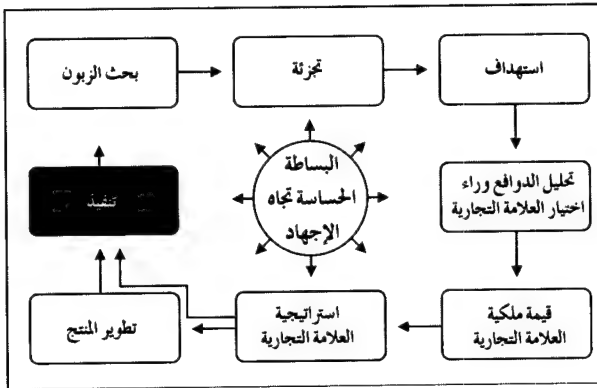 استهداف
تجزئة
بحث الزبون
تحليل الدوافع وراء
اختيار العلامة التجارية
البساطة
الحساسة تجاه
الإجهاد
تنفيذ
قيمة ملكية
العلامة التجارية
استراتيجية
العلامة التجارية
تطوير المنتج